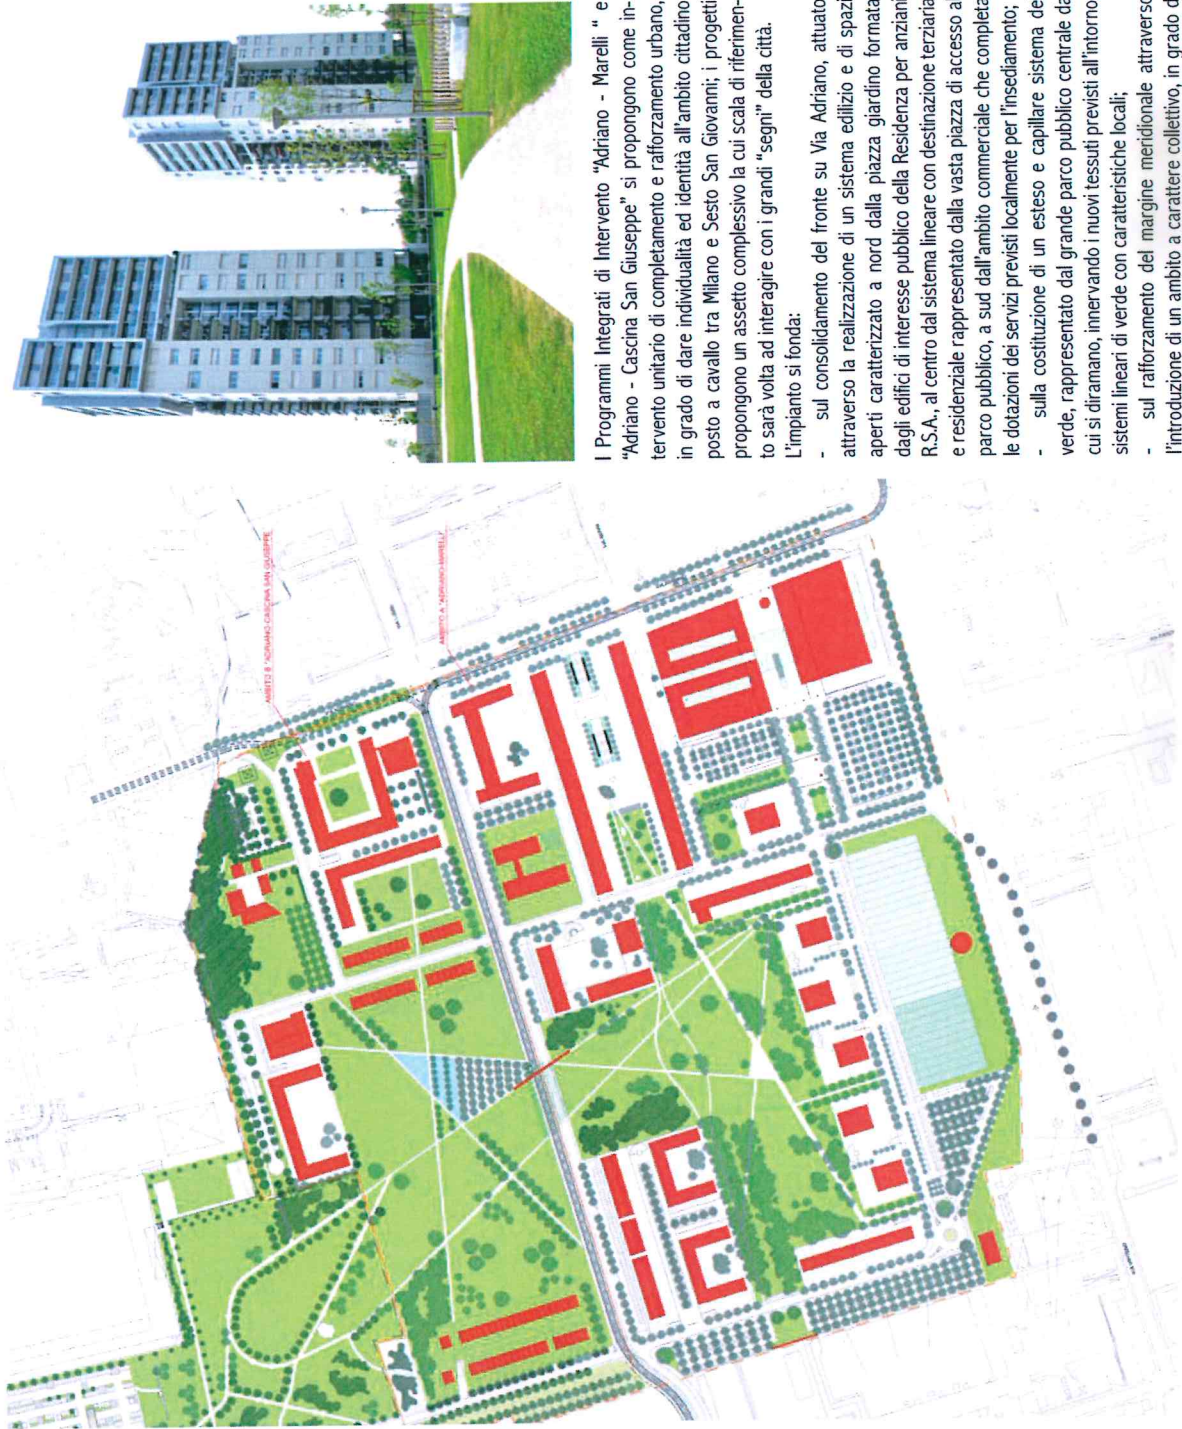 I Programmi Integrati di Intervento “Adriano - Marelli “ e
“Adriano - Cascina San Giuseppe” si propongono come in-
tervento unitario di completamento e rafforzamento urbano,
in grado di dare individualità ed identità all'ambito cittadino
posto a cavallo tra Milano e Sesto San Giovanni; i progetti
propongono un assetto complessivo la cui scala di riferimen-
to sarà volta ad interagire con i grandi “segni” della città.
L'impianto si fonda:
- sul consolidamento del fronte su Via Adriano, attuato
attraverso la realizzazione di un sistema edilizio e di spazi
aperti caratterizzato a nord dalla piazza giardino formata
dagli edifici di interesse pubblico della Residenza per anziani
R.S.A., al centro dal sistema lineare con destinazione terziaria
e residenziale rappresentato dalla vasta piazza di accesso al
parco pubblico, a sud dall'ambito commerciale che completa
le dotazioni dei servizi previsti localmente per l'insediamento;
- sulla costituzione di un esteso e capillare sistema de
verde, rappresentato dal grande parco pubblico centrale da
cui si diramano, innervando i nuovi tessuti previsti all'intorno
sistemi lineari di verde con caratteristiche locali;
- sul rafforzamento del margine meridionale attraverso
l'introduzione di un ambito a carattere collettivo, in grado d
AMBITO B "ADRIANO-CASCINA SAN GIUSEPPE"
AMBITO A "ADRIANO-MARELLI"